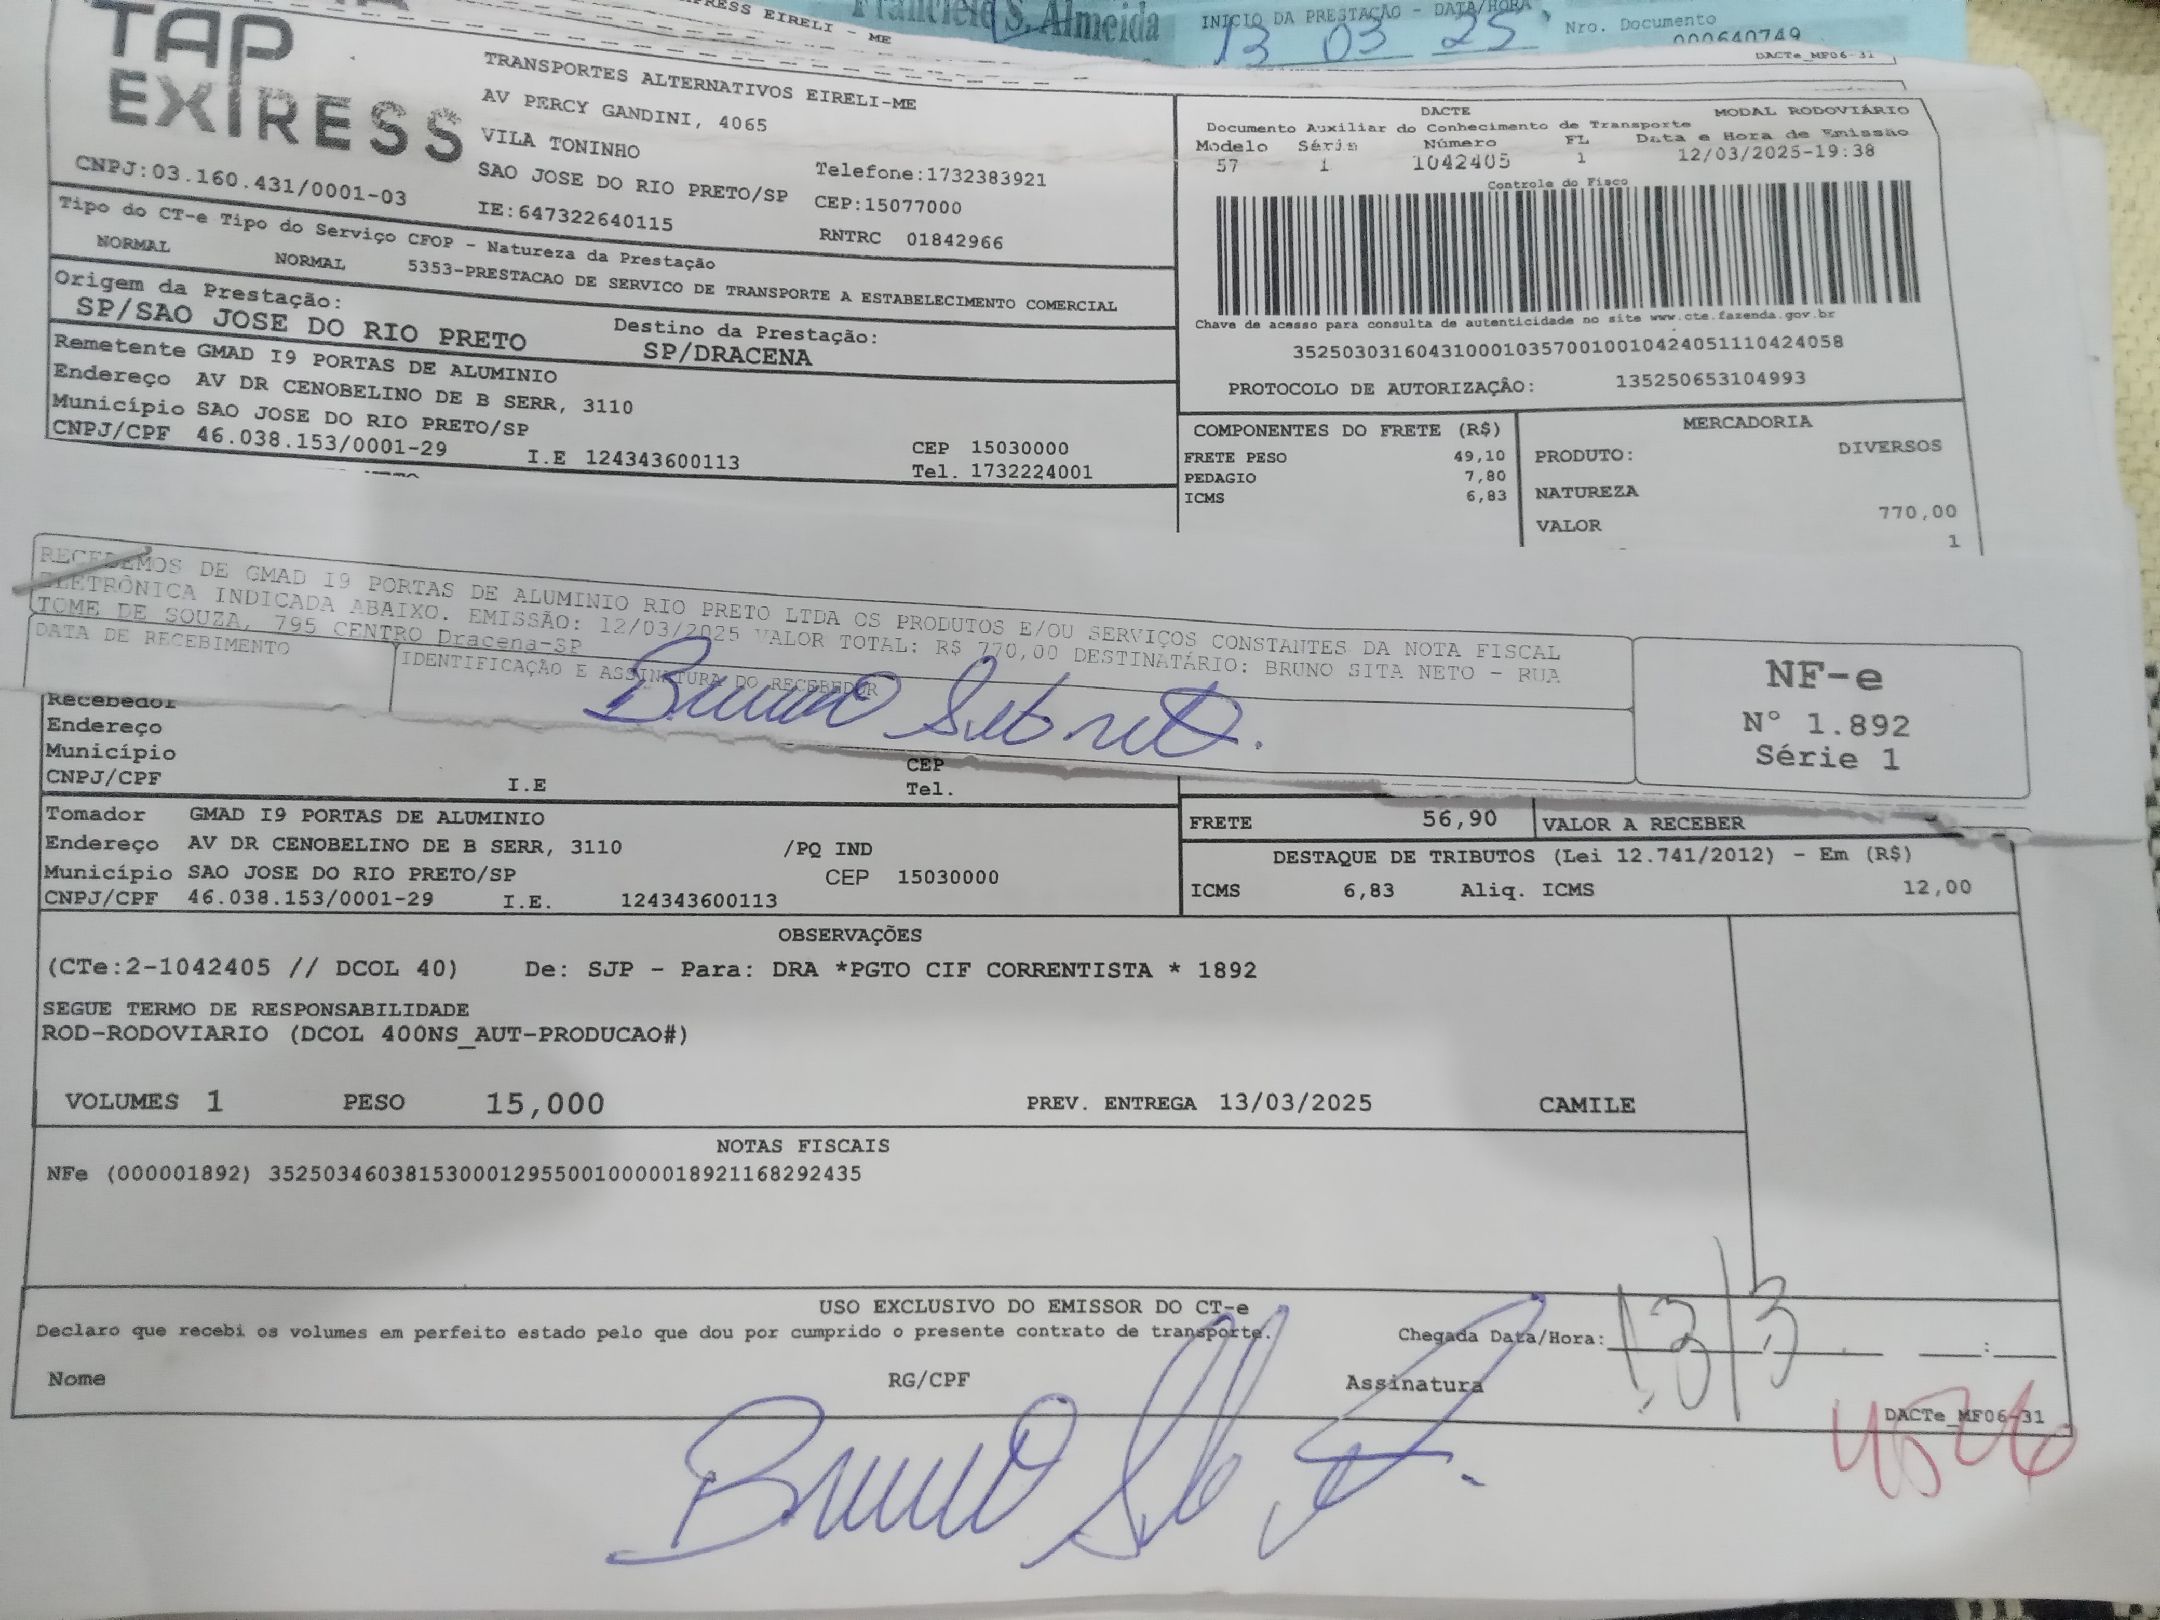 EIRELI - ME
S. Almeida
INICIO DA PRESTAÇÃO - DATA/HORA
13 03 25
Nro. Documento
000640749
DACTe_MF06-31
TAP
EXPRESS
CNPJ:03.160.431/0001-03
TRANSPORTES ALTERNATIVOS EIRELI-ME
AV PERCY GANDINI, 4065
VILA TONINHO
SAO JOSE DO RIO PRETO/SP
IE:647322640115
Telefone:1732383921
CEP:15077000
RNTRC 01842966
DACTE MODAL RODOVIÁRIO
Documento Auxiliar do Conhecimento de Transporte
Modelo Série Número FL Data e Hora de Emissão
57 1 1042405 1 12/03/2025-19:38
Controle do Fisco
Chave de acesso para consulta de autenticidade no site www.cte.fazenda.gov.br
35250303160431000103570010010424051110424058
PROTOCOLO DE AUTORIZAÇÃO: 135250653104993
Tipo do CT-e Tipo do Serviço CFOP - Natureza da Prestação
NORMAL NORMAL 5353-PRESTACAO DE SERVICO DE TRANSPORTE A ESTABELECIMENTO COMERCIAL
Origem da Prestação: Destino da Prestação:
SP/SAO JOSE DO RIO PRETO SP/DRACENA
Remetente GMAD I9 PORTAS DE ALUMINIO
Endereço AV DR CENOBELINO DE B SERR, 3110
Município SAO JOSE DO RIO PRETO/SP CEP 15030000
CNPJ/CPF 46.038.153/0001-29 I.E 124343600113 Tel. 1732224001
COMPONENTES DO FRETE (R$)
FRETE PESO 49,10
PEDAGIO 7,80
ICMS 6,83
MERCADORIA
PRODUTO: DIVERSOS
NATUREZA
VALOR 770,00
1
RECEBEMOS DE GMAD I9 PORTAS DE ALUMINIO RIO PRETO LTDA OS PRODUTOS E/OU SERVIÇOS CONSTANTES DA NOTA FISCAL
ELETRÔNICA INDICADA ABAIXO. EMISSÃO: 12/03/2025 VALOR TOTAL: R$ 770,00 DESTINATÁRIO: BRUNO SITA NETO - RUA
TOME DE SOUZA, 795 CENTRO Dracena-SP
DATA DE RECEBIMENTO
IDENTIFICAÇÃO E ASSINATURA DO RECEBEDOR
NF-e
Nº 1.892
Série 1
Recebedor
Endereço
Município CEP
CNPJ/CPF I.E Tel.
Tomador GMAD I9 PORTAS DE ALUMINIO
Endereço AV DR CENOBELINO DE B SERR, 3110 /PQ IND
Município SAO JOSE DO RIO PRETO/SP CEP 15030000
CNPJ/CPF 46.038.153/0001-29 I.E. 124343600113
FRETE 56,90 VALOR A RECEBER
DESTAQUE DE TRIBUTOS (Lei 12.741/2012) - Em (R$)
ICMS 6,83 Aliq. ICMS 12,00
OBSERVAÇÕES
(CTe:2-1042405 // DCOL 40) De: SJP - Para: DRA *PGTO CIF CORRENTISTA * 1892
SEGUE TERMO DE RESPONSABILIDADE
ROD-RODOVIARIO (DCOL 400NS_AUT-PRODUCAO#)
VOLUMES 1 PESO 15,000 PREV. ENTREGA 13/03/2025 CAMILE
NOTAS FISCAIS
NFe (000001892) 35250346038153000129550010000018921168292435
USO EXCLUSIVO DO EMISSOR DO CT-e
Declaro que recebi os volumes em perfeito estado pelo que dou por cumprido o presente contrato de transporte.
Chegada Data/Hora: 13/3
Nome RG/CPF Assinatura
DACTe_MF06-31
Bruno